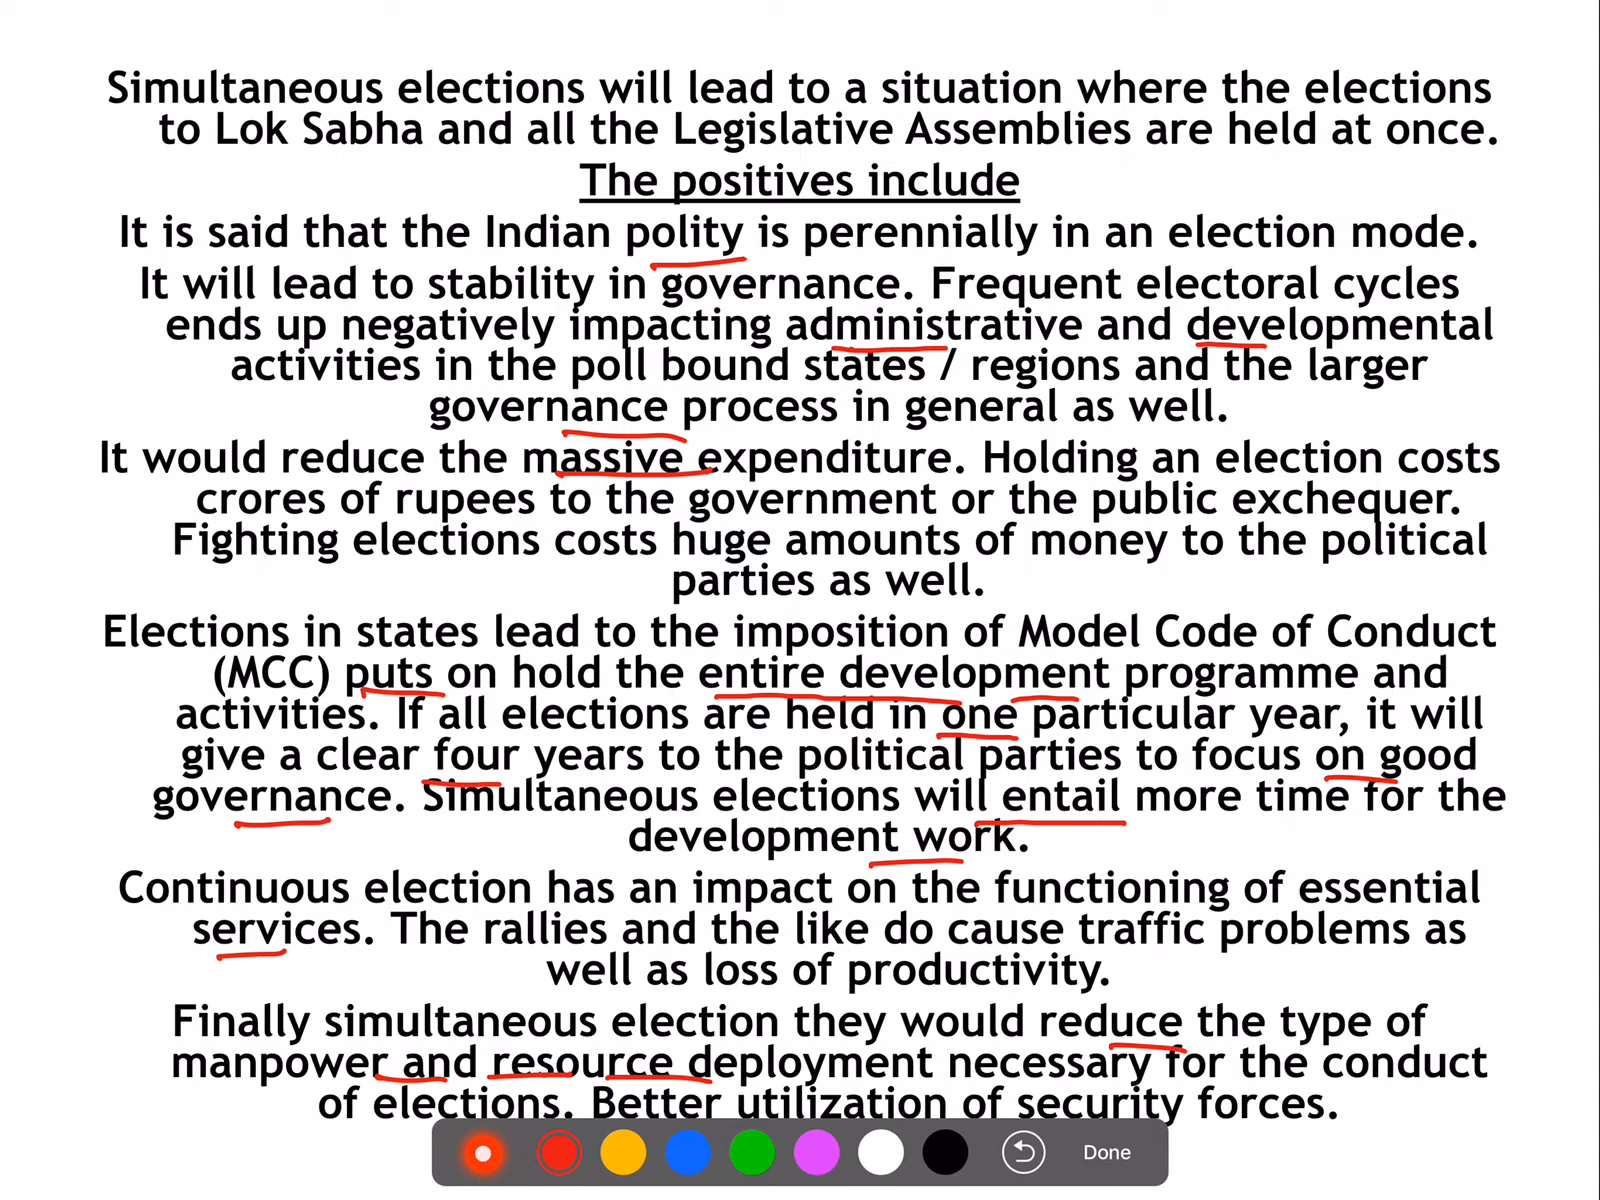 Simultaneous elections will lead to a situation where the elections
to Lok Sabha and all the Legislative Assemblies are held at once.
The positives include
It is said that the Indian polity is perennially in an election mode.
It will lead to stability in governance. Frequent electoral cycles
ends up negatively impacting administrative and developmental
activities in the poll bound states / regions and the larger
governance process in general as well.
It would reduce the massive expenditure. Holding an election costs
crores of rupees to the government or the public exchequer.
Fighting elections costs huge amounts of money to the political
parties as well.
Elections in states lead to the imposition of Model Code of Conduct
(MCC) puts on hold the entire development programme and
activities. If all elections are held in one particular year, it will
give a clear four years to the political parties to focus on good
governance. Simultaneous elections will entail more time for the
development work.
Continuous election has an impact on the functioning of essential
services. The rallies and the like do cause traffic problems as
well as loss of productivity.
Finally simultaneous election they would reduce the type of
manpower and resource deployment necessary for the conduct
of elections. Better utilization of security forces.
Done